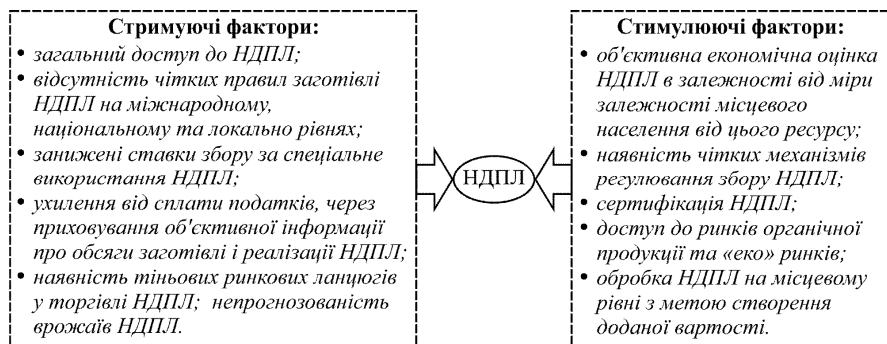 Стримуючі фактори:
• загальний доступ до НДПЛ;
• відсутність чітких правил заготівлі
НДПЛ на міжнародному,
національному та локально рівнях;
• занижені ставки збору за спеціальне
використання НДПЛ;
• ухилення від сплати податків, через
приховування об'єктивної інформації
про обсяги заготівлі і реалізації НДПЛ;
• наявність тіньових ринкових ланцюгів
у торгівлі НДПЛ; непрогнозованість
врожаїв НДПЛ.
НДПЛ
Стимулюючі фактори:
• об'єктивна економічна оцінка
НДПЛ в залежності від міри
залежності місцевого
населення від цього ресурсу;
• наявність чітких механізмів
регулювання збору НДПЛ;
• сертифікація НДПЛ;
• доступ до ринків органічної
продукції та «еко» ринків;
• обробка НДПЛ на місцевому
рівні з метою створення
доданої вартості.